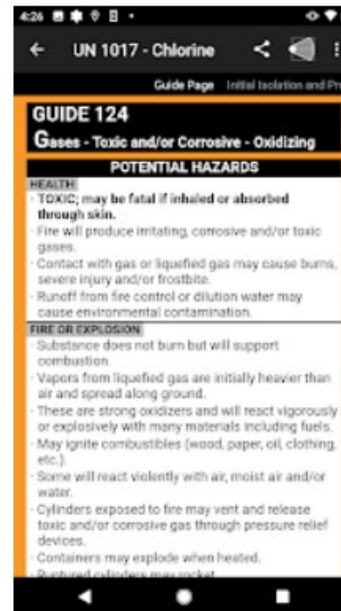 4:26
UN 1017 - Chlorine
Guide Page Initial Isolation and Pr
GUIDE 124
Gases - Toxic and/or Corrosive - Oxidizing
POTENTIAL HAZARDS
HEALTH
· TOXIC; may be fatal if inhaled or absorbed
through skin.
· Fire will produce irritating, corrosive and/or toxic
gases.
· Contact with gas or liquefied gas may cause burns,
severe injury and/or frostbite.
· Runoff from fire control or dilution water may
cause environmental contamination.
FIRE OR EXPLOSION
· Substance does not burn but will support
combustion.
· Vapors from liquefied gas are initially heavier than
air and spread along ground.
· These are strong oxidizers and will react vigorously
or explosively with many materials including fuels.
· May ignite combustibles (wood, paper, oil, clothing,
etc.).
· Some will react violently with air, moist air and/or
water.
· Cylinders exposed to fire may vent and release
toxic and/or corrosive gas through pressure relief
devices.
· Containers may explode when heated.
· Ruptured cylinders may rocket.